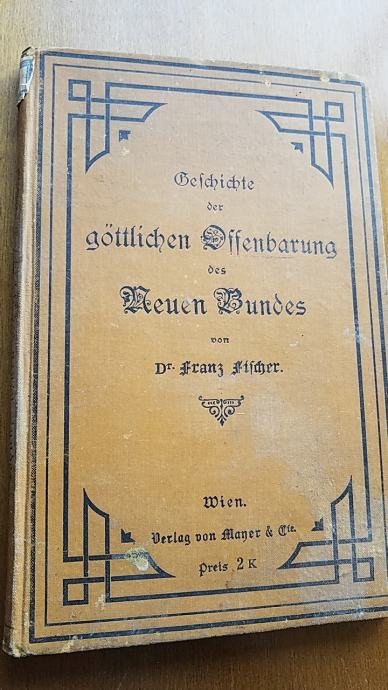 Geschichte
der
göttlichen Offenbarung
des
Neuen Bundes
von
Dr. Franz Fischer.
Wien.
Verlag von Mayer & Cie.
Preis 2 K